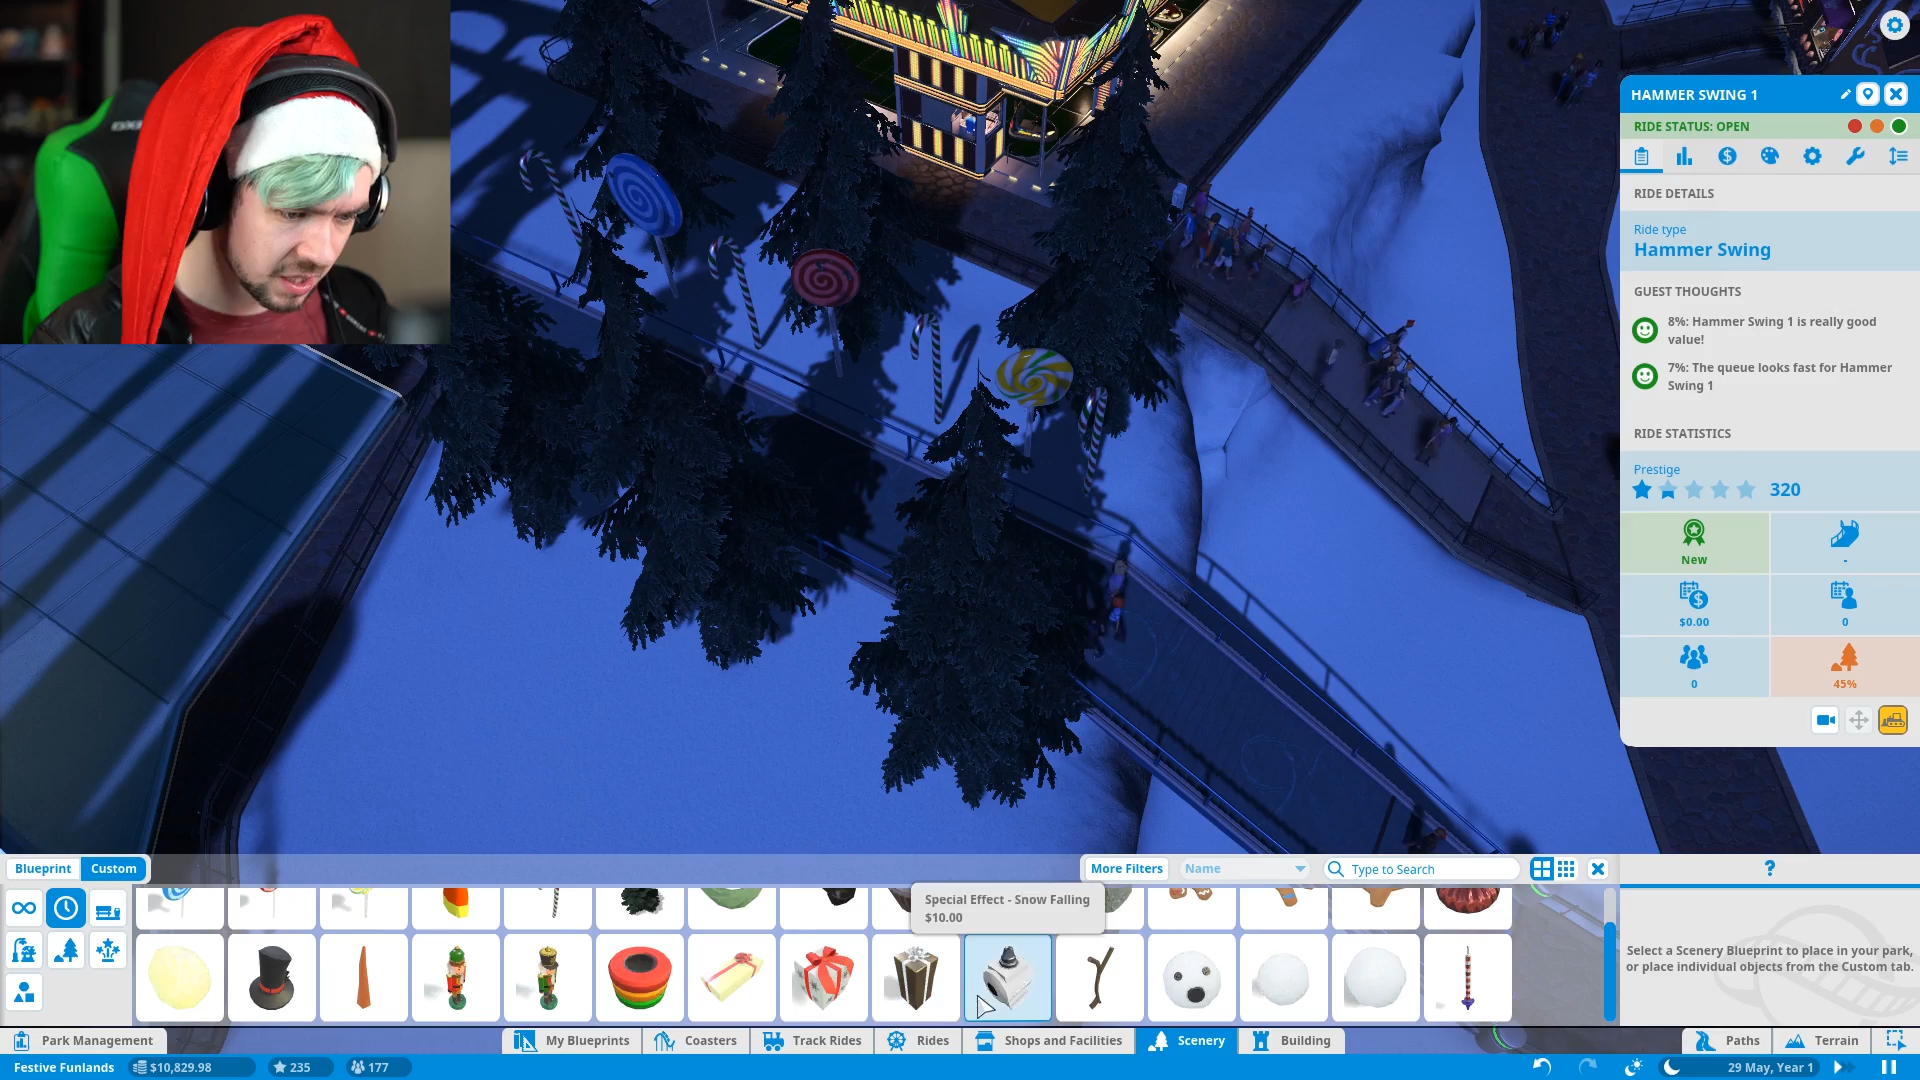 HAMMER SWING 1
RIDE STATUS: OPEN
RIDE DETAILS
Ride type
Hammer Swing
GUEST THOUGHTS
8%: Hammer Swing 1 is really good
value!
7%: The queue looks fast for Hammer
Swing 1
RIDE STATISTICS
Prestige
320
New
-
$0.00
0
0
45%
Blueprint
Custom
More Filters
Name
Type to Search
?
Special Effect - Snow Falling
$10.00
Select a Scenery Blueprint to place in your park,
or place individual objects from the Custom tab.
Park Management
My Blueprints
Coasters
Track Rides
Rides
Shops and Facilities
Scenery
Building
Paths
Terrain
Festive Funlands
$10,829.98
235
177
29 May, Year 1